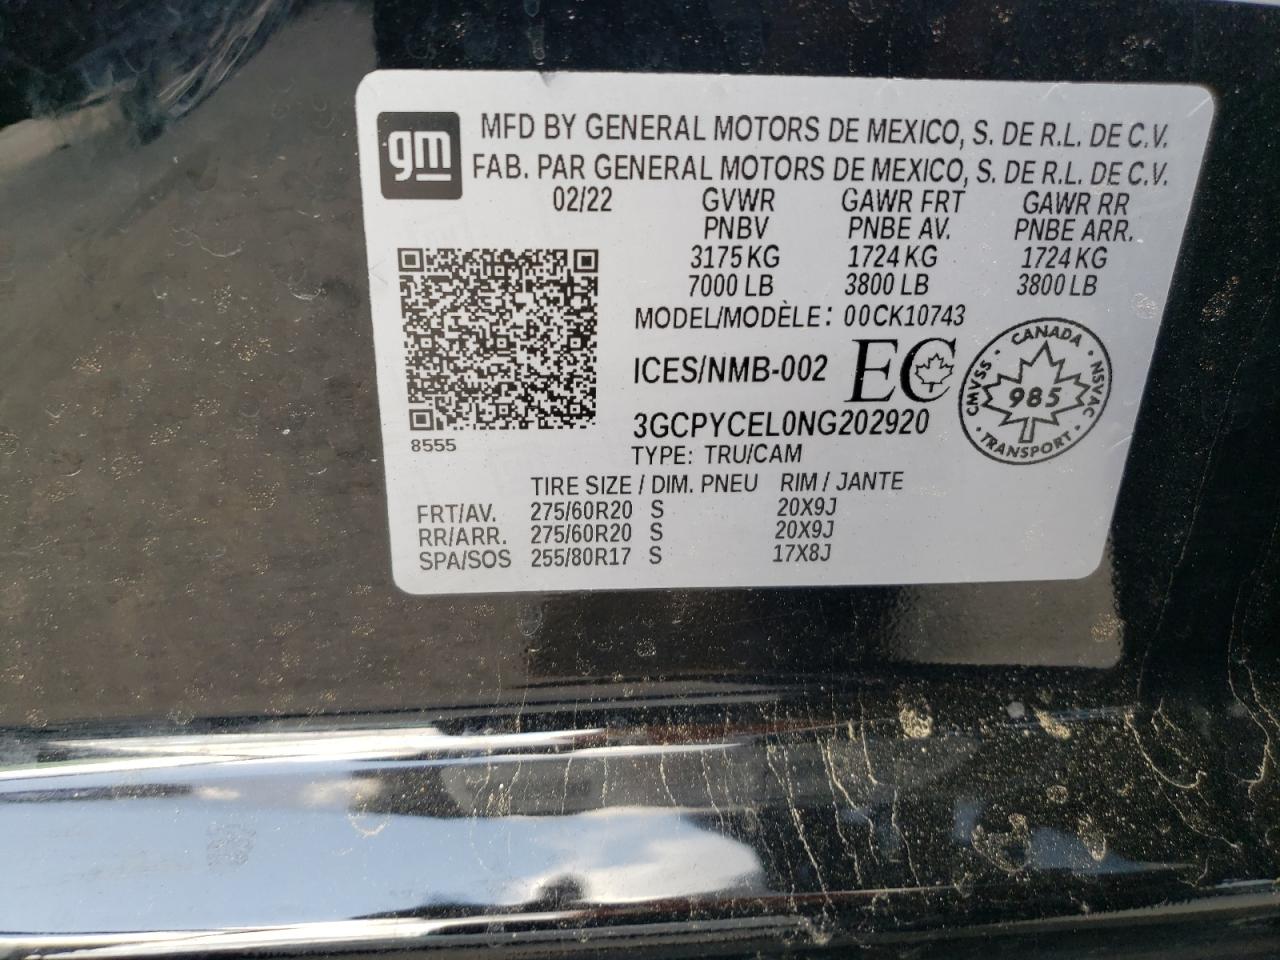 gm
MFD BY GENERAL MOTORS DE MEXICO, S. DE R.L. DE C.V.
FAB. PAR GENERAL MOTORS DE MEXICO, S. DE R.L. DE C.V.
02/22 GVWR GAWR FRT GAWR RR
PNBV PNBE AV. PNBE ARR.
3175 KG 1724 KG 1724 KG
7000 LB 3800 LB 3800 LB
MODEL/MODÈLE: 00CK10743
ICES/NMB-002 EC
CANADA
CMVSS 985 NSVAC
TRANSPORT
3GCPYCEL0NG202920
8555
TYPE: TRU/CAM
TIRE SIZE / DIM. PNEU RIM / JANTE
FRT/AV. 275/60R20 S 20X9J
RR/ARR. 275/60R20 S 20X9J
SPA/SOS 255/80R17 S 17X8J